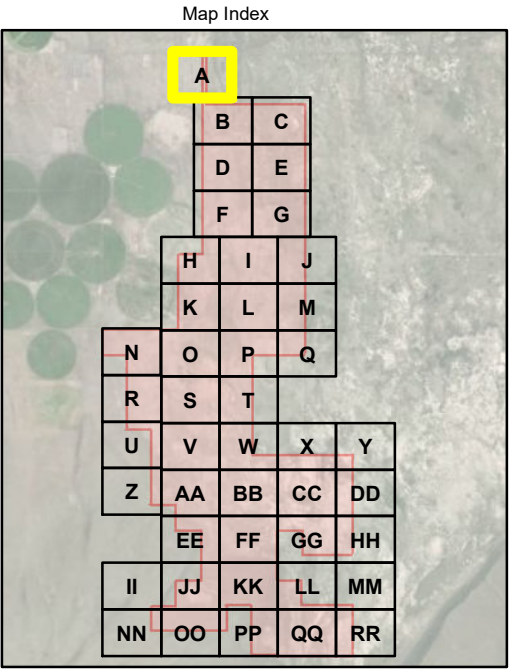 Map Index
A
B C
D E
F G
H I J
K L M
N O P Q
R S T
U V W X Y
Z AA BB CC DD
EE FF GG HH
II JJ KK LL MM
NN OO PP QQ RR